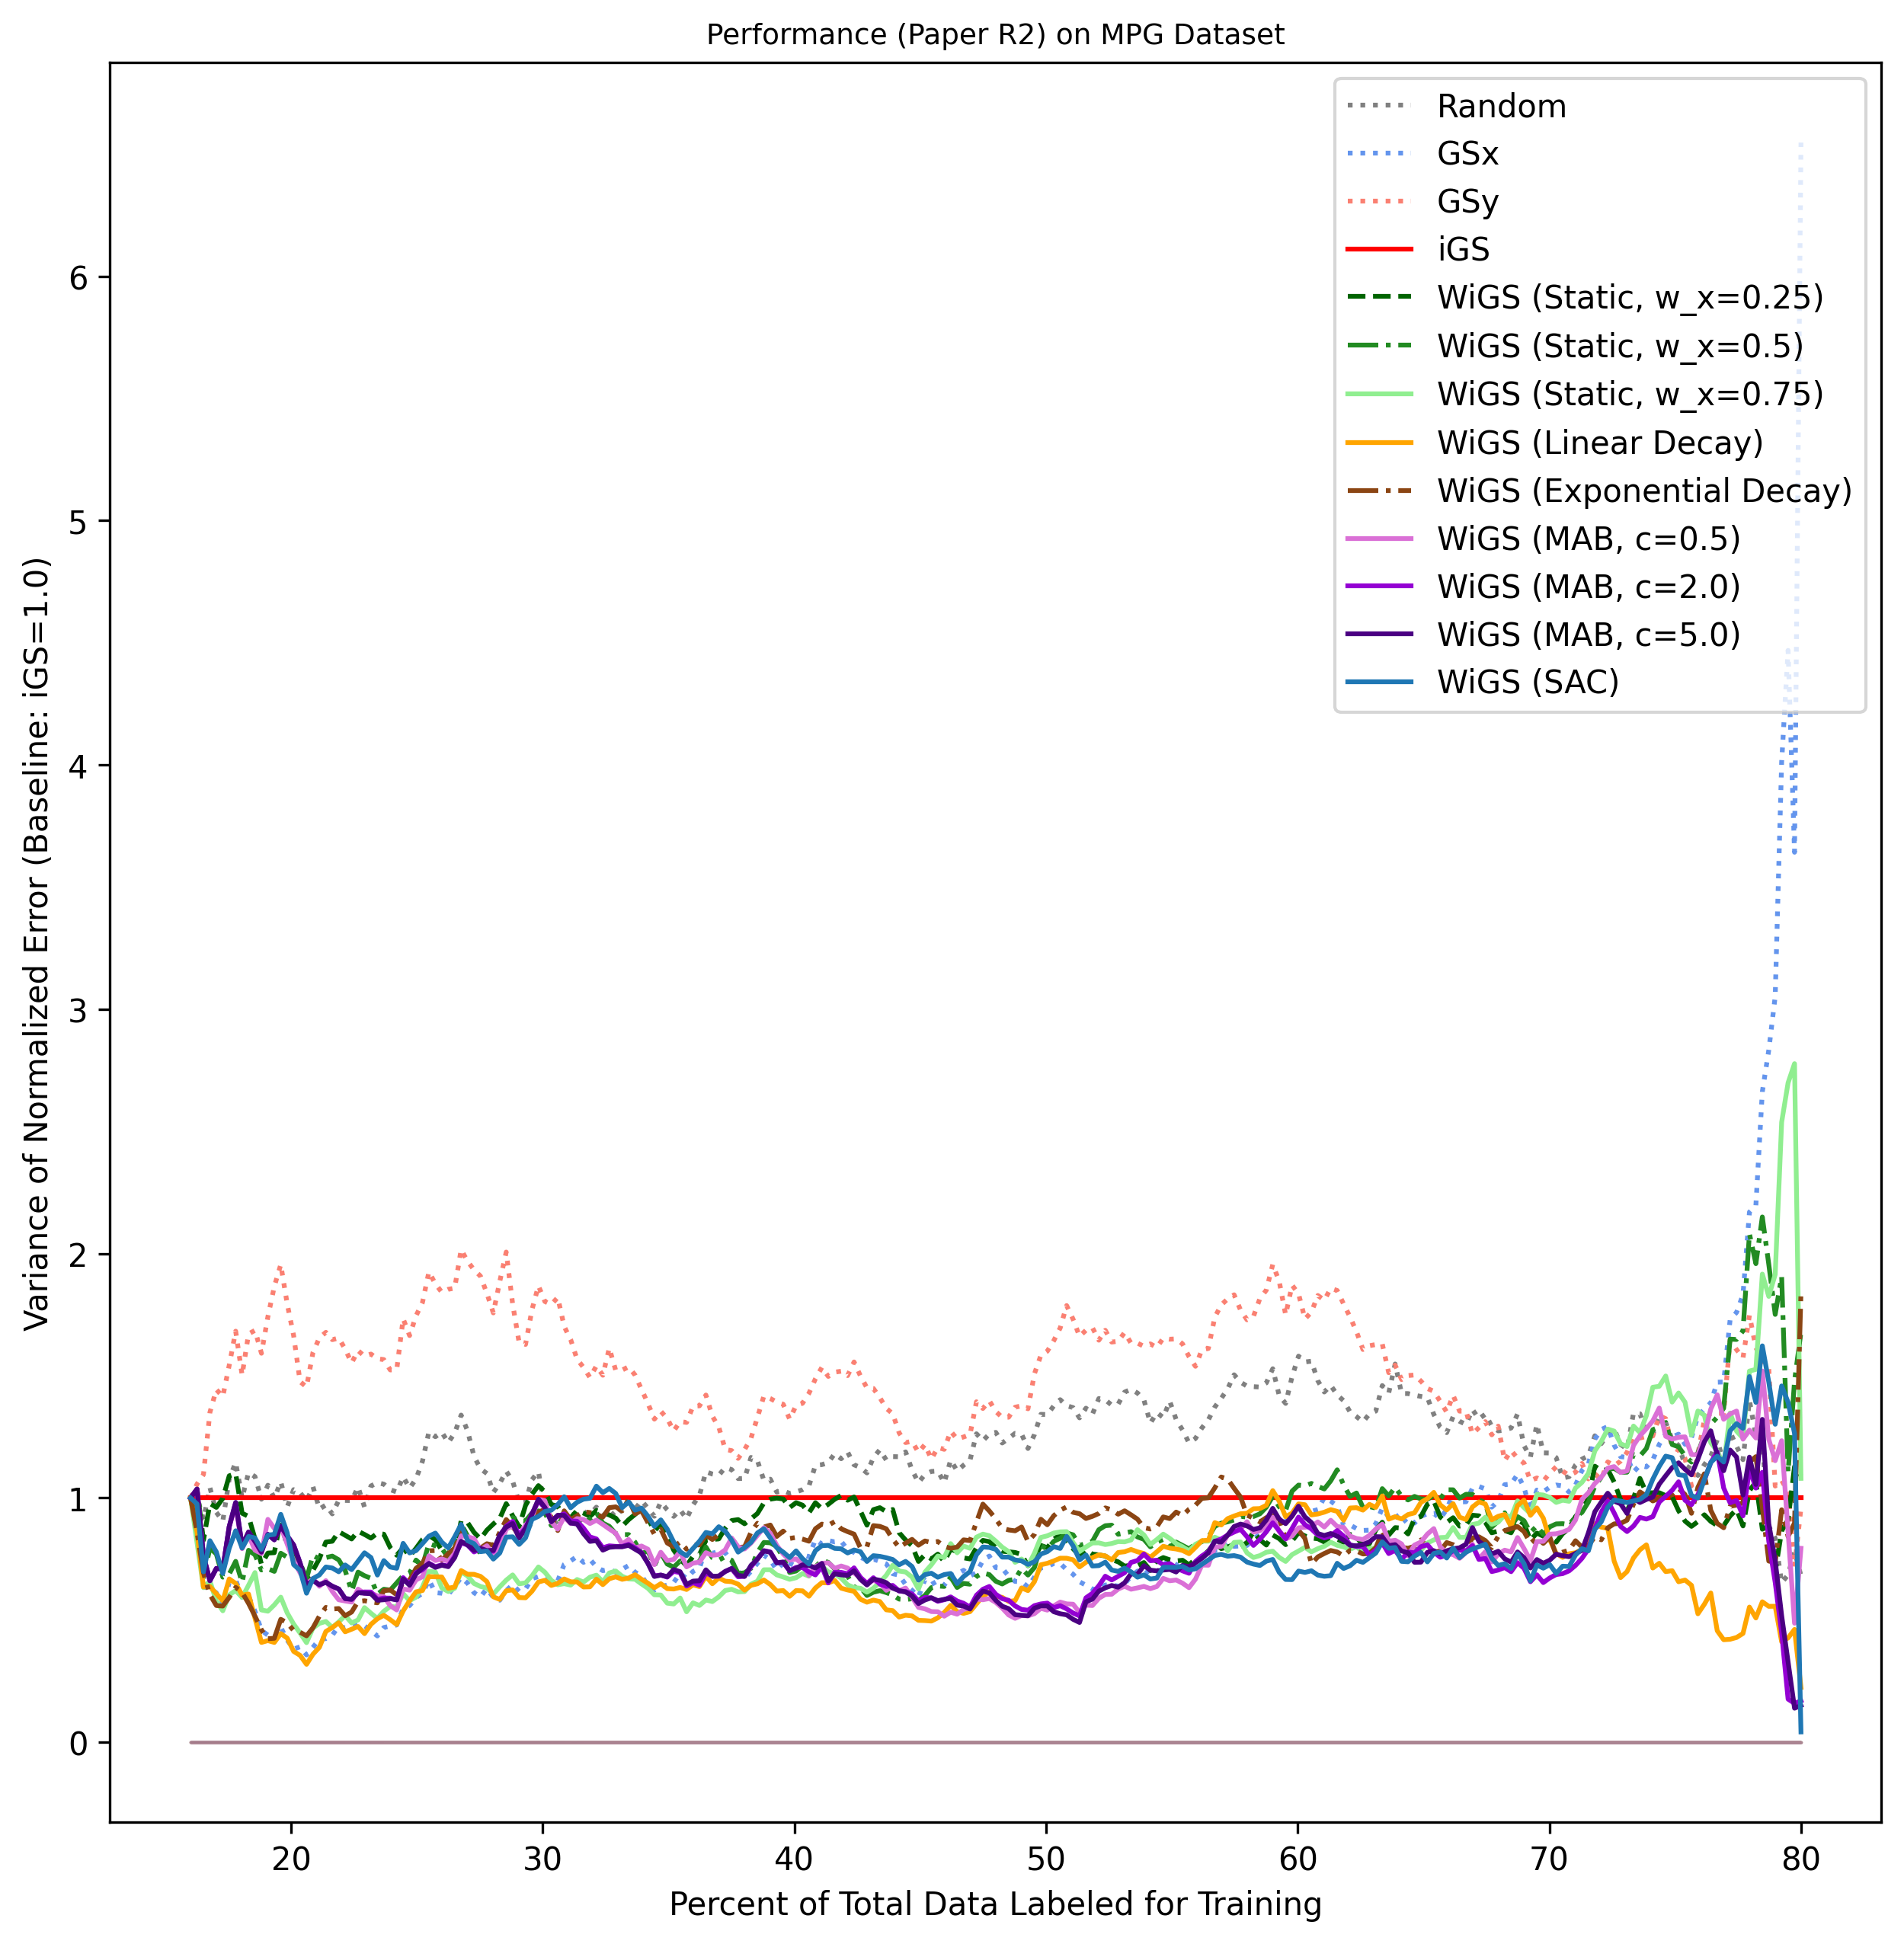 Performance (Paper R2) on MPG Dataset
Variance of Normalized Error (Baseline: iGS=1.0)
6
5
4
3
2
1
0
Random
GSx
GSy
iGS
WiGS (Static, w_x=0.25)
WiGS (Static, w_x=0.5)
WiGS (Static, w_x=0.75)
WiGS (Linear Decay)
WiGS (Exponential Decay)
WiGS (MAB, c=0.5)
WiGS (MAB, c=2.0)
WiGS (MAB, c=5.0)
WiGS (SAC)
20 30 40 50 60 70 80
Percent of Total Data Labeled for Training